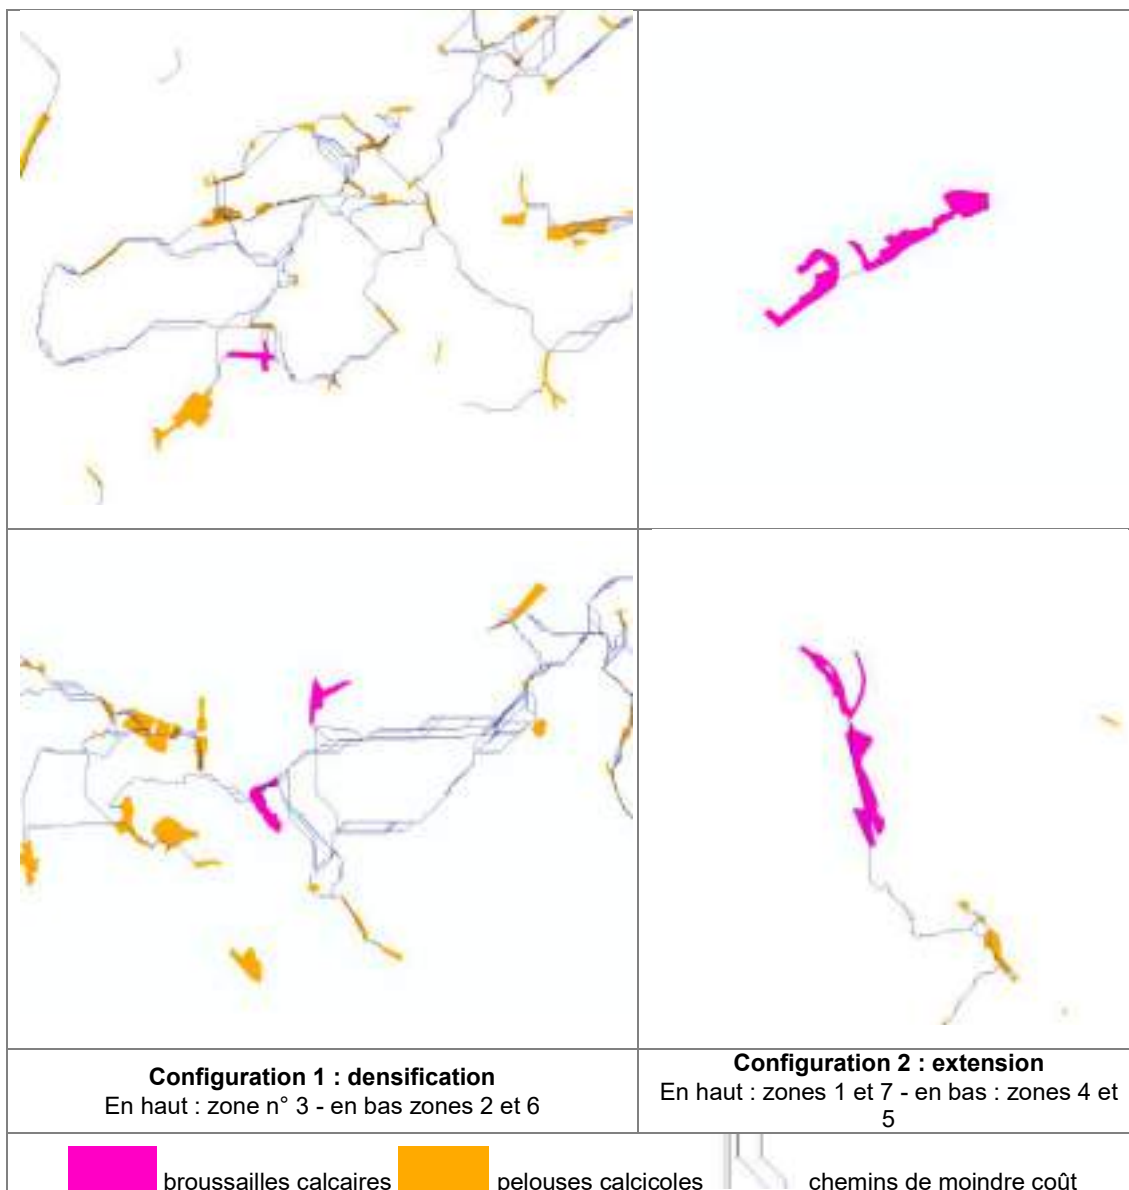 Configuration 1 : densification
En haut : zone n° 3 - en bas zones 2 et 6
Configuration 2 : extension
En haut : zones 1 et 7 - en bas : zones 4 et
5
broussailles calcaires pelouses calcicoles chemins de moindre coût